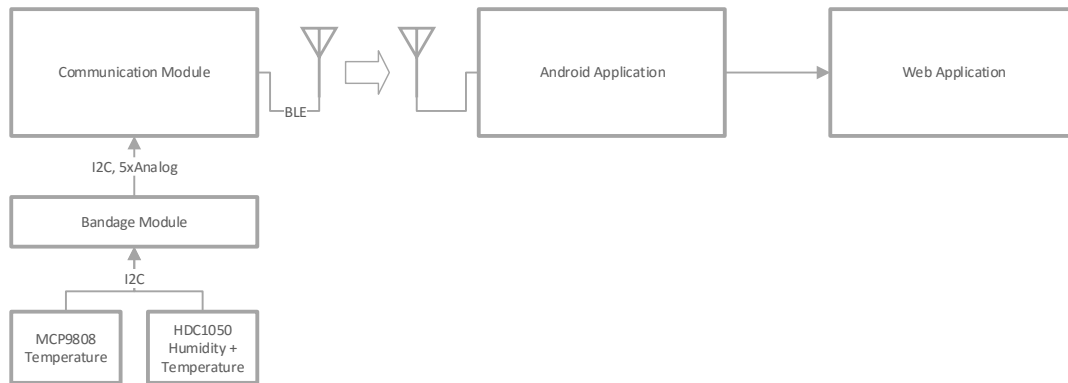 Communication Module
Android Application
Web Application
BLE
I2C, 5xAnalog
Bandage Module
I2C
MCP9808
Temperature
HDC1050
Humidity +
Temperature